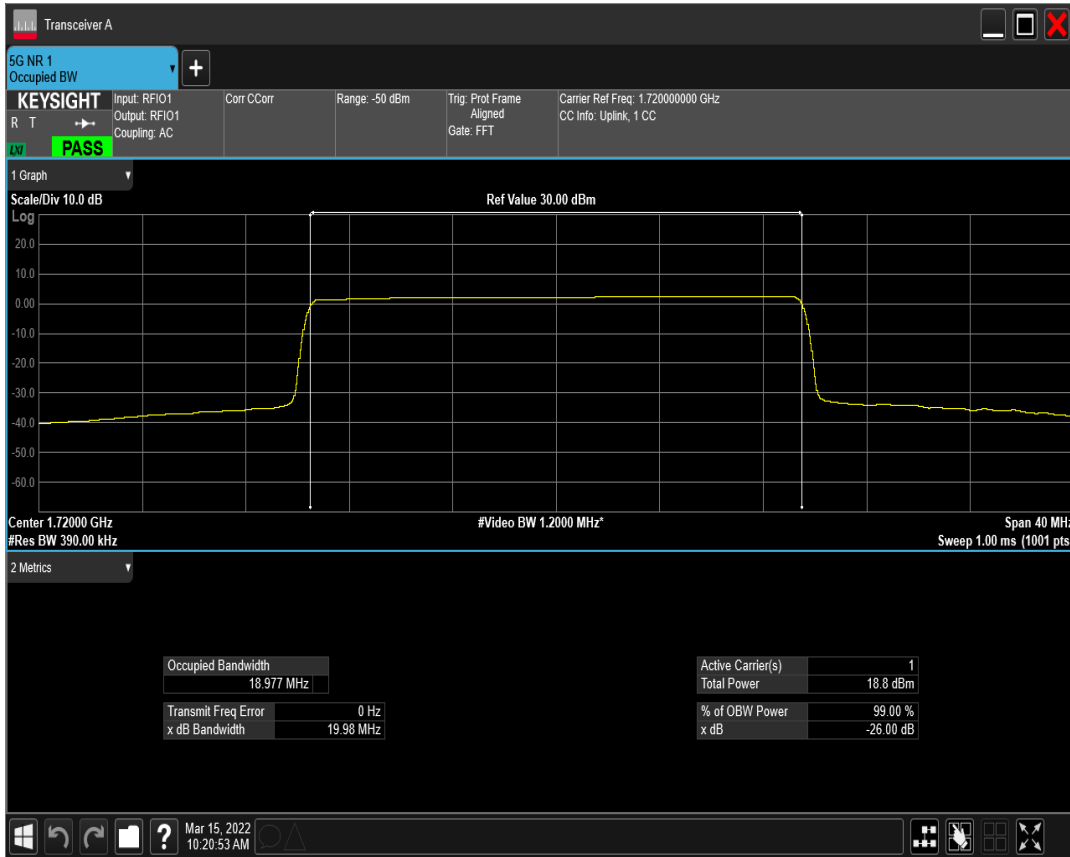 Transceiver A
5G NR 1
Occupied BW
+
KEYSIGHT
R T
LXI
PASS
Input: RFIO1
Output: RFIO1
Coupling: AC
Corr CCorr
Range: -50 dBm
Trig: Prot Frame
Aligned
Gate: FFT
Carrier Ref Freq: 1.720000000 GHz
CC Info: Uplink, 1 CC
1 Graph
Scale/Div 10.0 dB
Ref Value 30.00 dBm
Log
20.0
10.0
0.00
-10.0
-20.0
-30.0
-40.0
-50.0
-60.0
Center 1.72000 GHz
#Video BW 1.2000 MHz*
Span 40 MHz
#Res BW 390.00 kHz
Sweep 1.00 ms (1001 pts
2 Metrics
Occupied Bandwidth
18.977 MHz
Transmit Freq Error 0 Hz
x dB Bandwidth 19.98 MHz
Active Carrier(s) 1
Total Power 18.8 dBm
% of OBW Power 99.00 %
x dB -26.00 dB
?
Mar 15, 2022
10:20:53 AM